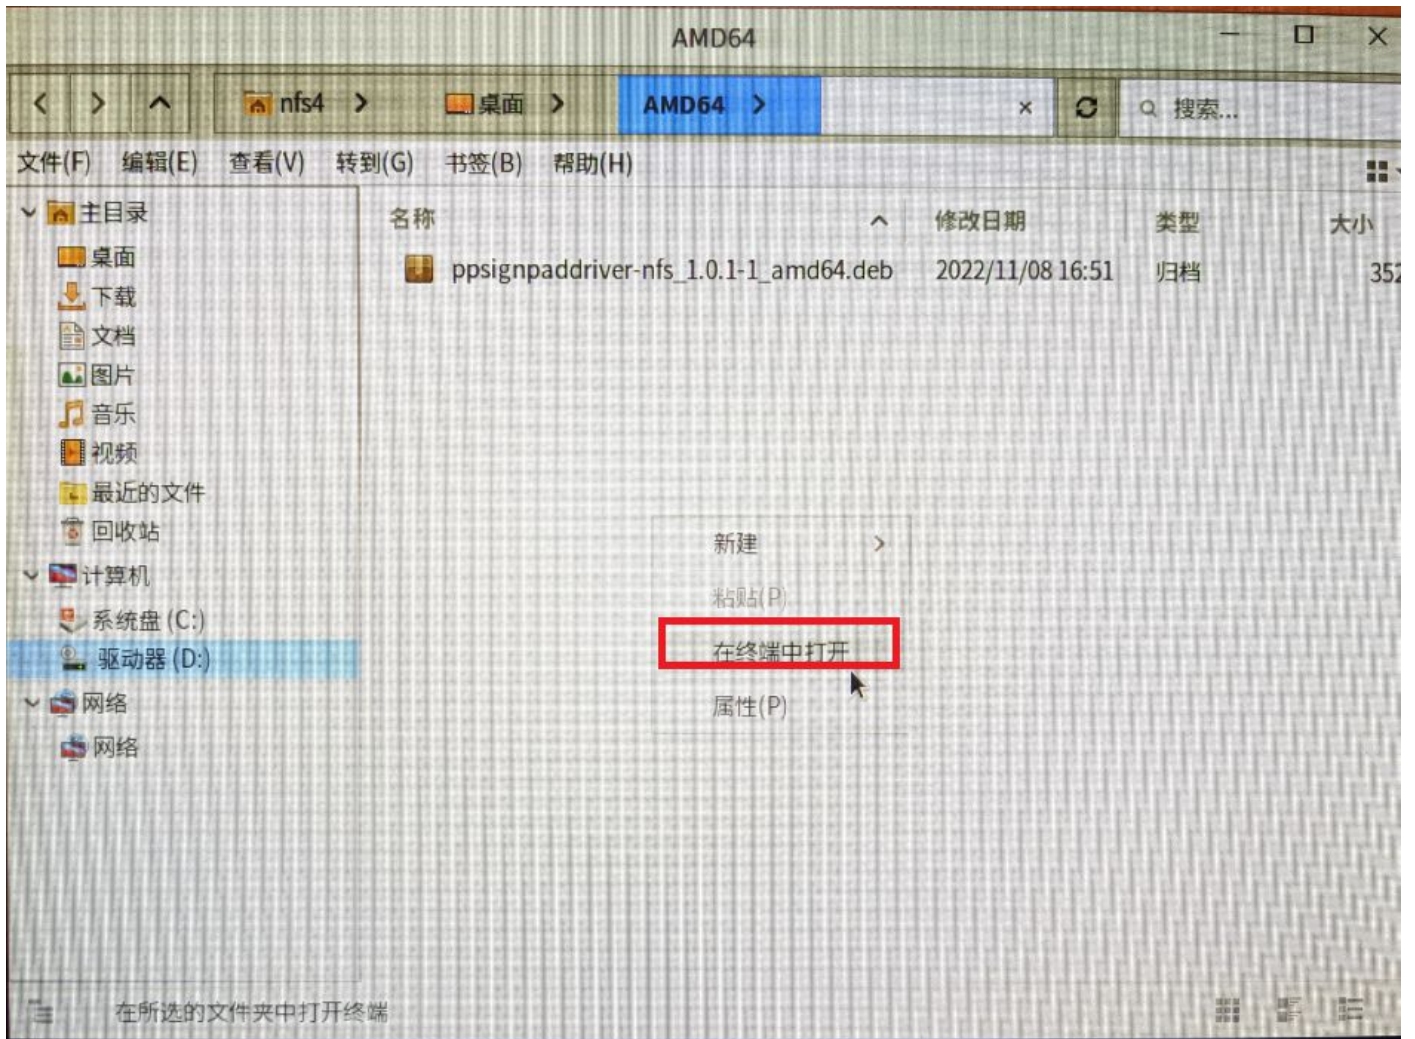 AMD64
nfs4 桌面 AMD64 搜索...
文件(F) 编辑(E) 查看(V) 转到(G) 书签(B) 帮助(H)
主目录
桌面
下载
文档
图片
音乐
视频
最近的文件
回收站
计算机
系统盘 (C:)
驱动器 (D:)
网络
网络
名称 修改日期 类型 大小
ppsignpaddriver-nfs_1.0.1-1_amd64.deb 2022/11/08 16:51 归档 352
新建
粘贴(P)
在终端中打开
属性(P)
在所选的文件夹中打开终端